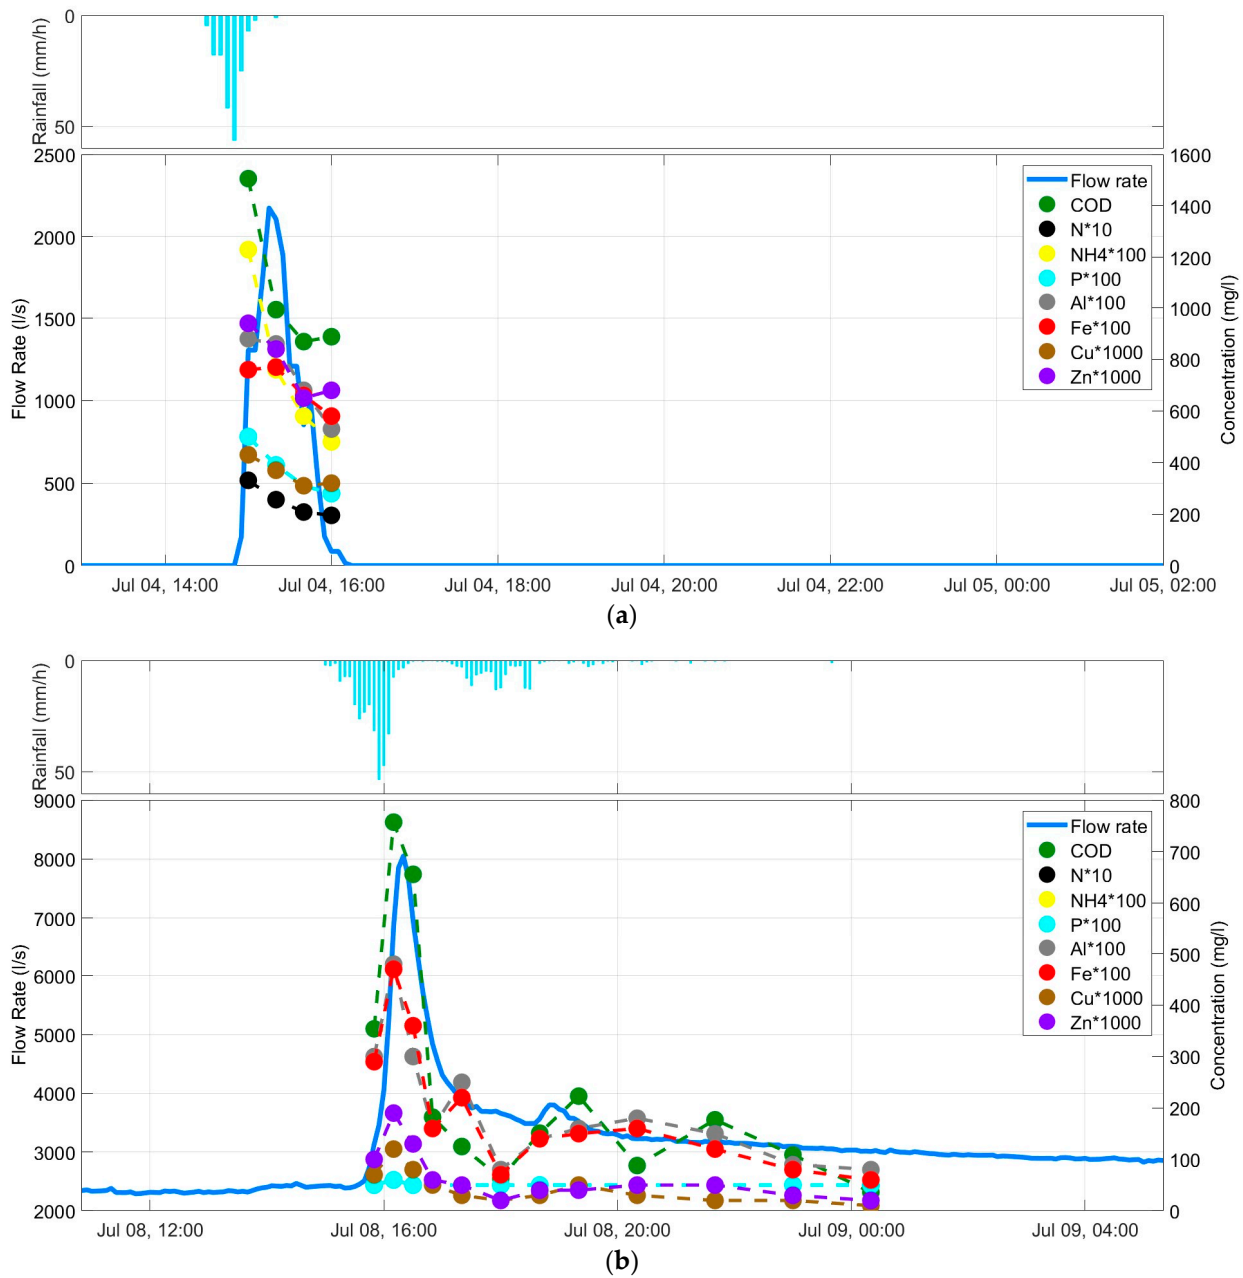 0
50
Rainfall (mm/h)
2500
2000
1500
1000
500
0
Flow Rate (l/s)
1600
1400
1200
1000
800
600
400
200
0
Concentration (mg/l)
Flow rate
COD
N*10
NH4*100
P*100
Al*100
Fe*100
Cu*1000
Zn*1000
Jul 04, 14:00 Jul 04, 16:00 Jul 04, 18:00 Jul 04, 20:00 Jul 04, 22:00 Jul 05, 00:00 Jul 05, 02:00
(a)
0
50
Rainfall (mm/h)
9000
8000
7000
6000
5000
4000
3000
2000
Flow Rate (l/s)
800
700
600
500
400
300
200
100
0
Concentration (mg/l)
Flow rate
COD
N*10
NH4*100
P*100
Al*100
Fe*100
Cu*1000
Zn*1000
Jul 08, 12:00 Jul 08, 16:00 Jul 08, 20:00 Jul 09, 00:00 Jul 09, 04:00
(b)